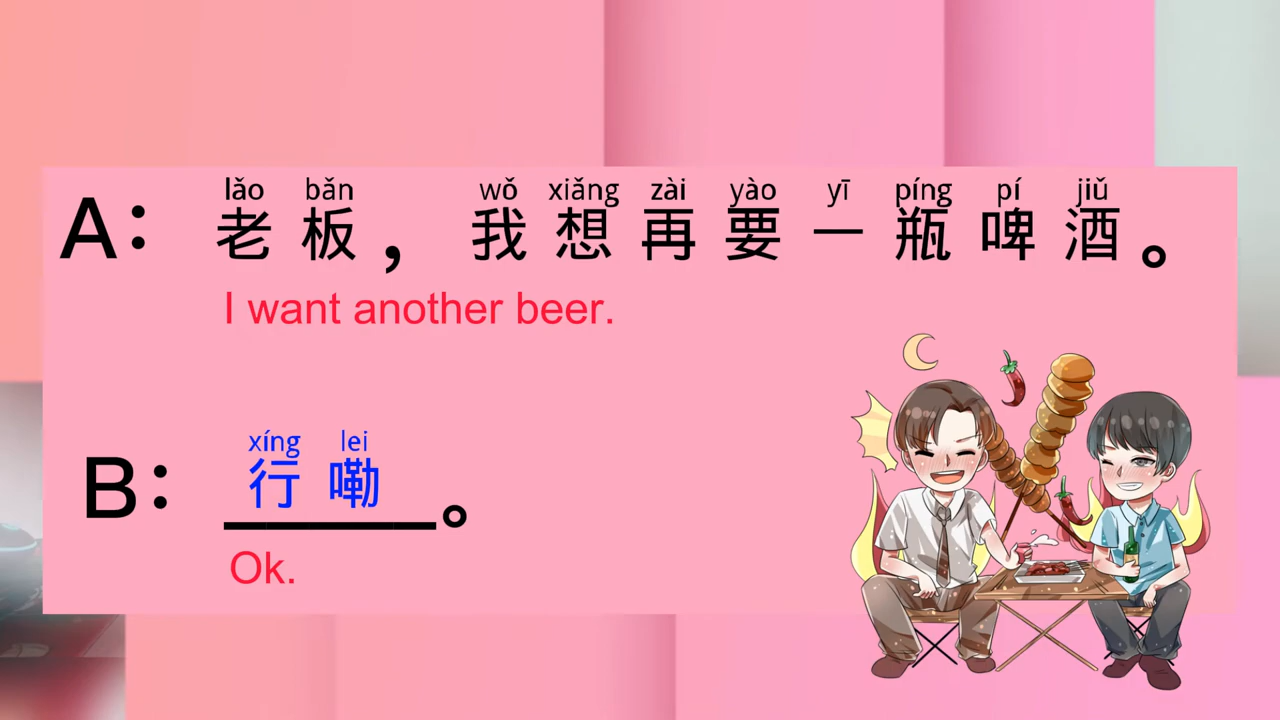 lǎo bǎn wǒ xiǎng zài yào yī píng pí jiǔ
A：老板，我想再要一瓶啤酒。
I want another beer.
xíng lei
B：行嘞。
Ok.